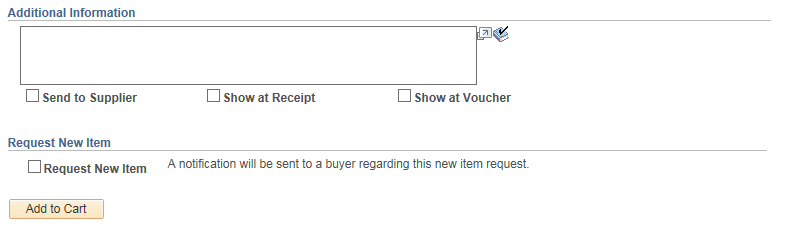 Additional Information
Send to Supplier Show at Receipt Show at Voucher
Request New Item
Request New Item A notification will be sent to a buyer regarding this new item request.
Add to Cart